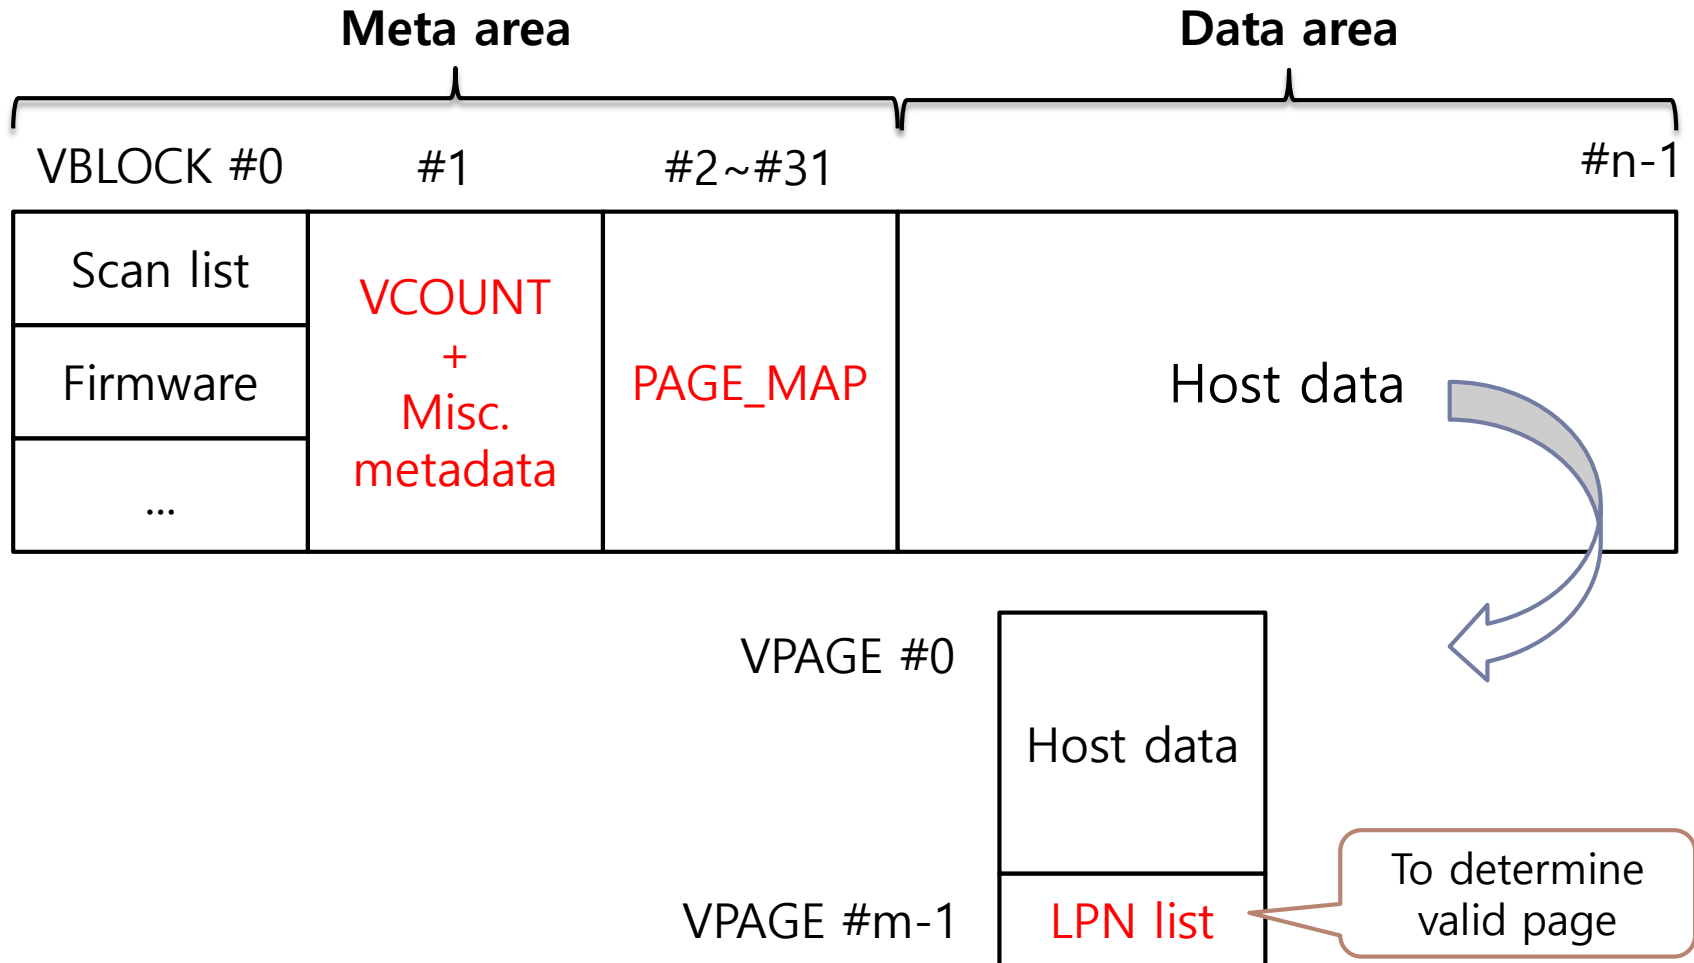 Meta area
Data area
VBLOCK #0
#1
#2~#31
#n-1
Scan list
Firmware
...
VCOUNT
+
Misc.
metadata
PAGE_MAP
Host data
VPAGE #0
Host data
VPAGE #m-1
LPN list
To determine
valid page